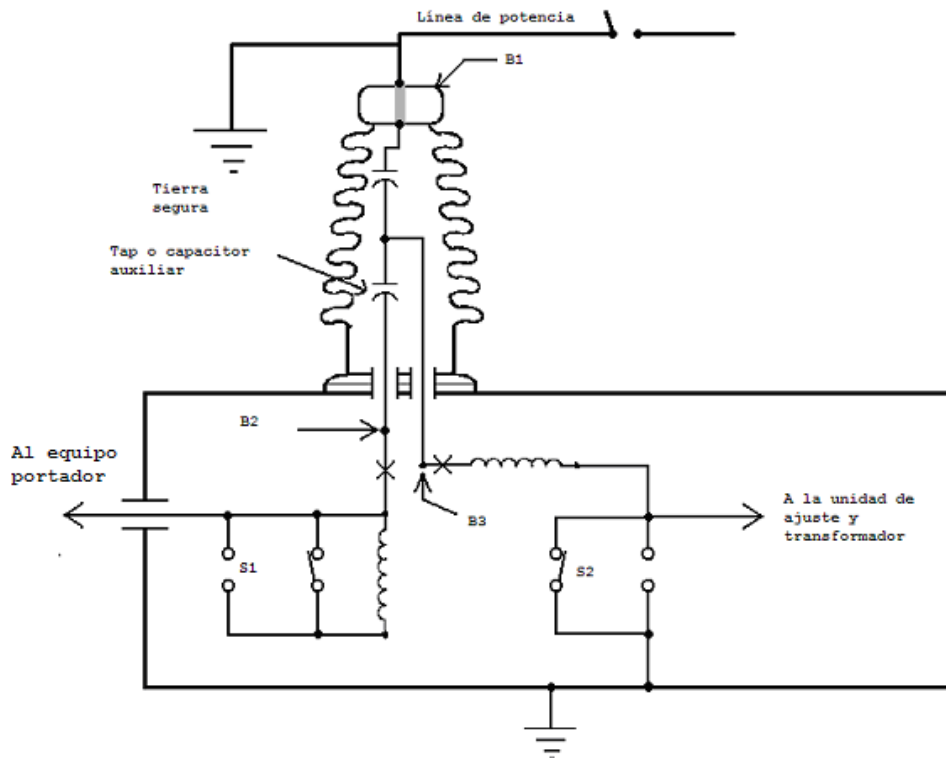 Línea de potencia
B1
Tierra
segura
Tap o capacitor
auxiliar
B2
Al equipo
portador
B3
A la unidad de
ajuste y
transformador
S1
S2